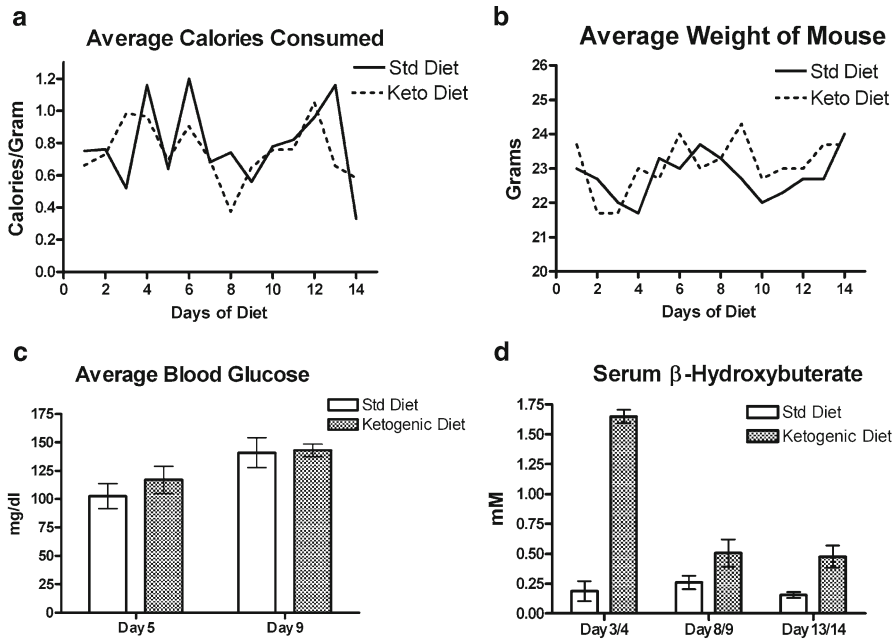 a
Average Calories Consumed
Std Diet
Keto Diet
Calories/Gram
1.2
1.0
0.8
0.6
0.4
0.2
0.0
0 2 4 6 8 10 12 14
Days of Diet
b
Average Weight of Mouse
Std Diet
Keto Diet
Grams
26
25
24
23
22
21
20
0 2 4 6 8 10 12 14
Days of Diet
c
Average Blood Glucose
Std Diet
Ketogenic Diet
mg/dl
175
150
125
100
75
50
25
0
Day 5 Day 9
d
Serum β-Hydroxybuterate
Std Diet
Ketogenic Diet
mM
1.75
1.50
1.25
1.00
0.75
0.50
0.25
0.00
Day 3/4 Day 8/9 Day 13/14